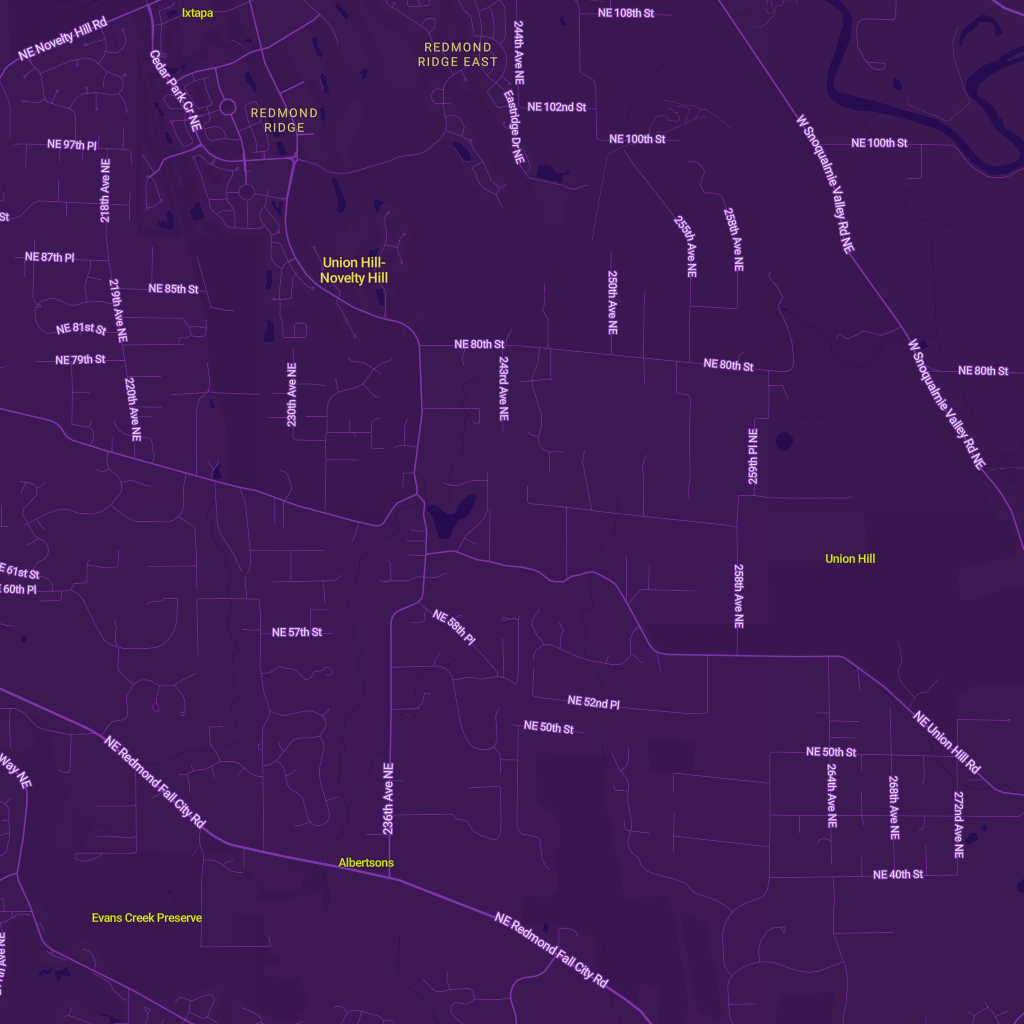 Ixtapa
NE 108th St
NE Novelty Hill Rd
244th Ave NE
REDMOND
RIDGE EAST
Cedar Park Cr NE
Eastridge Dr NE
NE 102nd St
REDMOND
RIDGE
W Snoqualmie Valley Rd NE
NE 100th St
NE 100th St
NE 97th Pl
218th Ave NE
St
255th Ave NE
258th Ave NE
NE 87th Pl
Union Hill-
Novelty Hill
NE 85th St
219th Ave NE
250th Ave NE
NE 81st St
NE 80th St
NE 79th St
243rd Ave NE
NE 80th St
W Snoqualmie Valley Rd NE
NE 80th St
220th Ave NE
230th Ave NE
259th Pl NE
Union Hill
E 61st St
E 60th Pl
258th Ave NE
NE 57th St
NE 58th Pl
NE 52nd Pl
NE 50th St
NE Union Hill Rd
NE 50th St
Way NE
NE Redmond Fall City Rd
236th Ave NE
264th Ave NE
268th Ave NE
272nd Ave NE
Albertsons
NE 40th St
Evans Creek Preserve
NE Redmond Fall City Rd